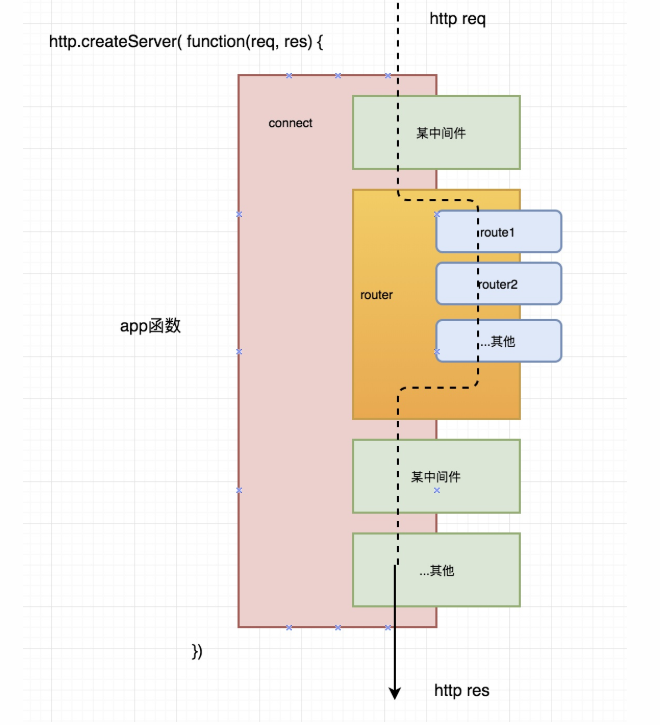 http req
http.createServer( function(req, res) {
connect
某中间件
route1
router2
router
app函数
...其他
某中间件
...其他
})
http res